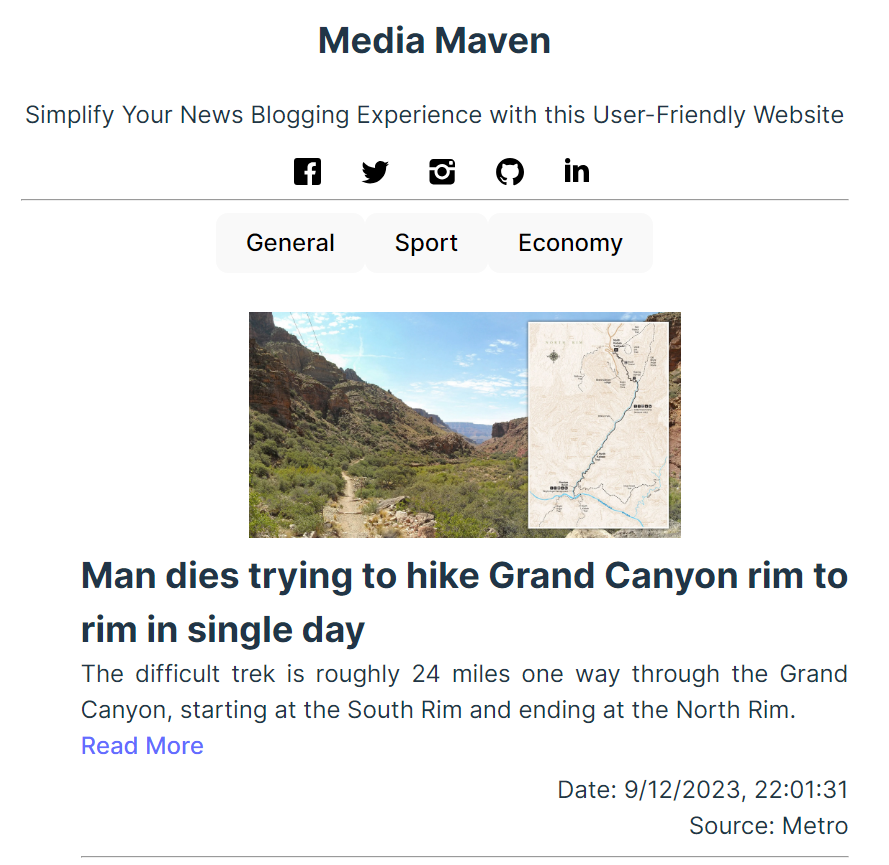 Media Maven
Simplify Your News Blogging Experience with this User-Friendly Website
General Sport Economy
NORTH RIM
Man dies trying to hike Grand Canyon rim to
rim in single day
The difficult trek is roughly 24 miles one way through the Grand
Canyon, starting at the South Rim and ending at the North Rim.
Read More
Date: 9/12/2023, 22:01:31
Source: Metro